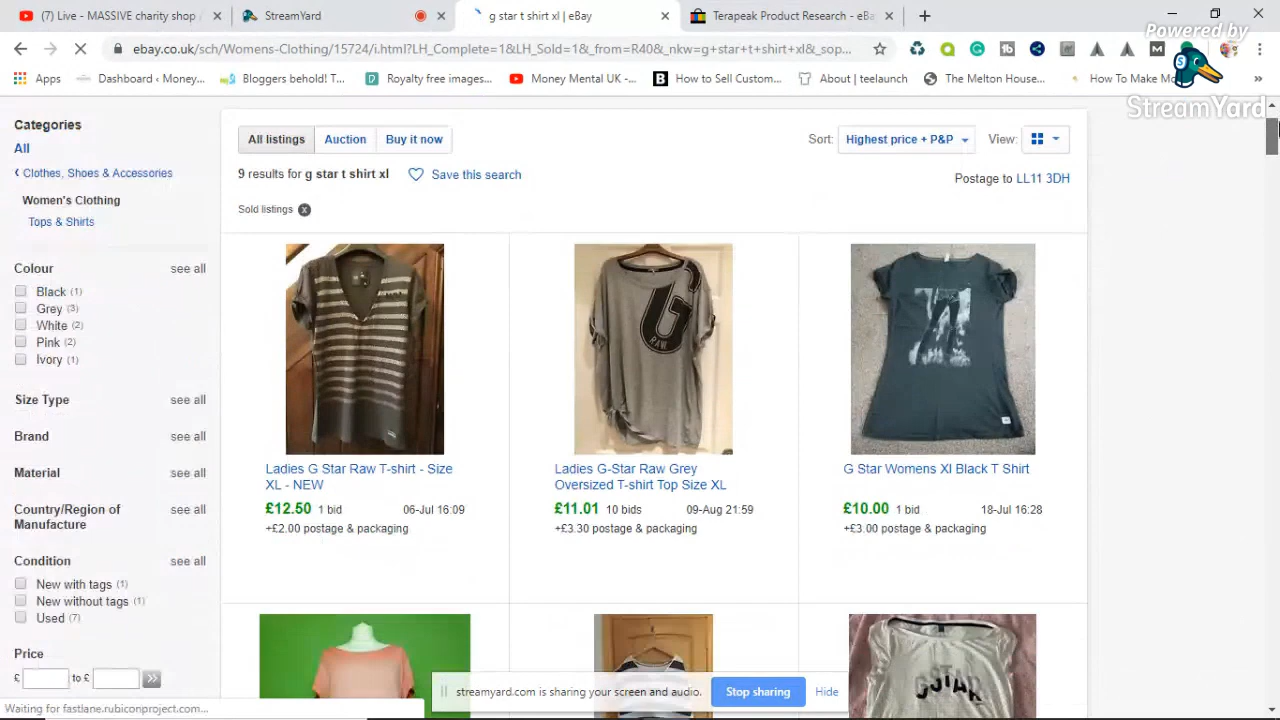 (7) Live - MASSIVE charity shop
StreamYard
g star t shirt xl | eBay
Terapeak Product Research - eBa
Powered by
StreamYard
ebay.co.uk/sch/Womens-Clothing/15724/i.html?LH_Complete=1&LH_Sold=1&_from=R40&_nkw=g+star+t+shirt+xl&_sop...
Apps
Dashboard ‹ Money...
Bloggers behold! T...
Royalty free images...
Money Mental UK -...
How to Sell Custom...
About | teelaunch
The Melton House...
How To Make Mo
Categories
All
Clothes, Shoes & Accessories
Women's Clothing
Tops & Shirts
Colour see all
Black (1)
Grey (3)
White (2)
Pink (2)
Ivory (1)
Size Type see all
Brand see all
Material see all
Country/Region of see all
Manufacture
Condition see all
New with tags (1)
New without tags (1)
Used (7)
Price
£ to £ >>
All listings Auction Buy it now
Sort: Highest price + P&P View:
9 results for g star t shirt xl Save this search
Postage to LL11 3DH
Sold listings x
G
RAW
Ladies G Star Raw T-shirt - Size
XL - NEW
£12.50 1 bid 06-Jul 16:09
+£2.00 postage & packaging
Ladies G-Star Raw Grey
Oversized T-shirt Top Size XL
£11.01 10 bids 09-Aug 21:59
+£3.30 postage & packaging
G Star Womens Xl Black T Shirt
£10.00 1 bid 18-Jul 16:28
+£3.00 postage & packaging
GSTAR
streamyard.com is sharing your screen and audio. Stop sharing Hide
Waiting for fastlane.rubiconproject.com...